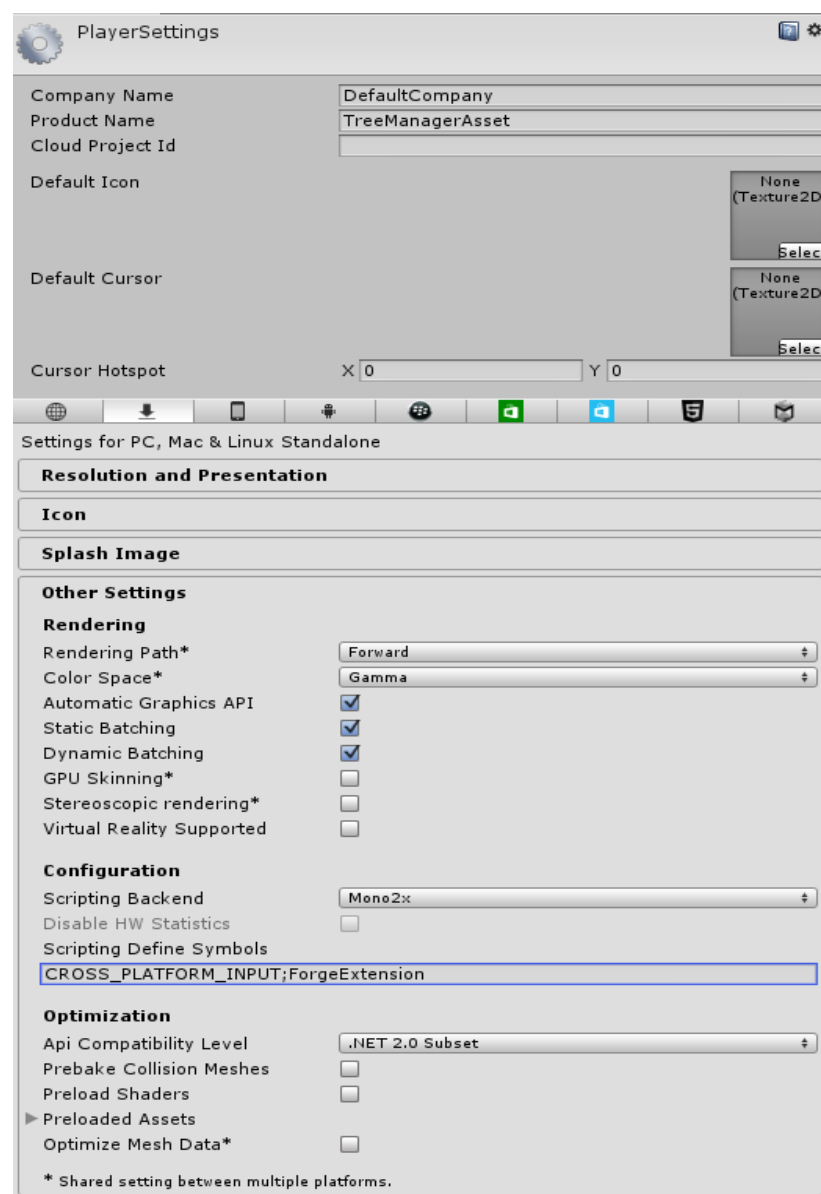 PlayerSettings
Company Name DefaultCompany
Product Name TreeManagerAsset
Cloud Project Id
Default Icon None
(Texture2D
Selec
Default Cursor None
(Texture2D
Selec
Cursor Hotspot X 0 Y 0
Settings for PC, Mac & Linux Standalone
Resolution and Presentation
Icon
Splash Image
Other Settings
Rendering
Rendering Path* Forward
Color Space* Gamma
Automatic Graphics API
Static Batching
Dynamic Batching
GPU Skinning*
Stereoscopic rendering*
Virtual Reality Supported
Configuration
Scripting Backend Mono2x
Disable HW Statistics
Scripting Define Symbols
CROSS_PLATFORM_INPUT;ForgeExtension
Optimization
Api Compatibility Level .NET 2.0 Subset
Prebake Collision Meshes
Preload Shaders
Preloaded Assets
Optimize Mesh Data*
* Shared setting between multiple platforms.